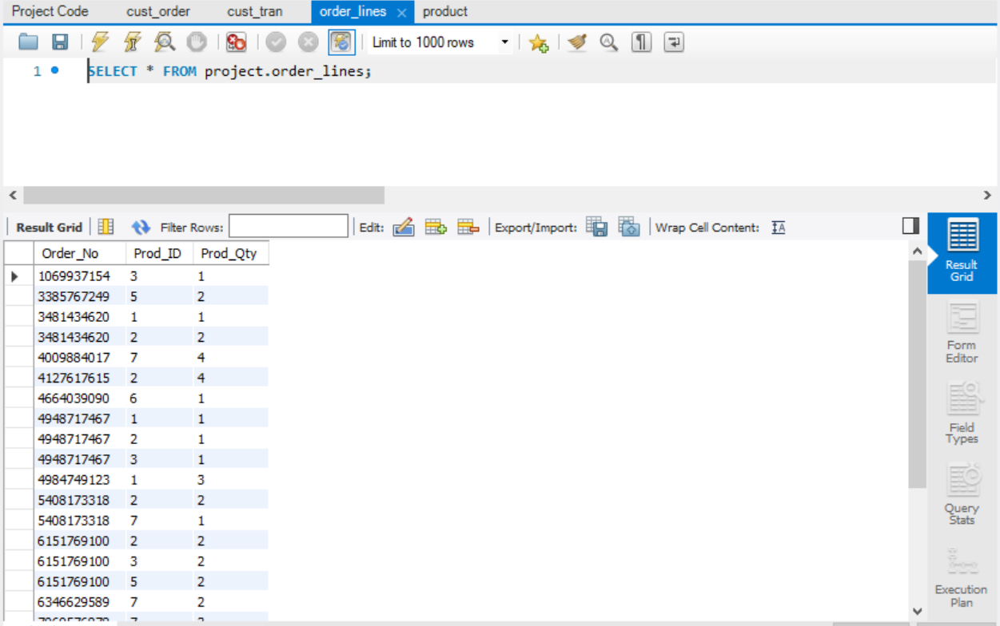 Project Code cust_order cust_tran order_lines × product
Limit to 1000 rows
1 SELECT * FROM project.order_lines;
Result Grid Filter Rows: Edit: Export/Import: Wrap Cell Content:
Order_No Prod_ID Prod_Qty
1069937154 3 1
3385767249 5 2
3481434620 1 1
3481434620 2 2
4009884017 7 4
4127617615 2 4
4664039090 6 1
4948717467 1 1
4948717467 2 1
4948717467 3 1
4984749123 1 3
5408173318 2 2
5408173318 7 1
6151769100 2 2
6151769100 3 2
6151769100 5 2
6346629589 7 2
Result
Grid
Form
Editor
Field
Types
Query
Stats
Execution
Plan